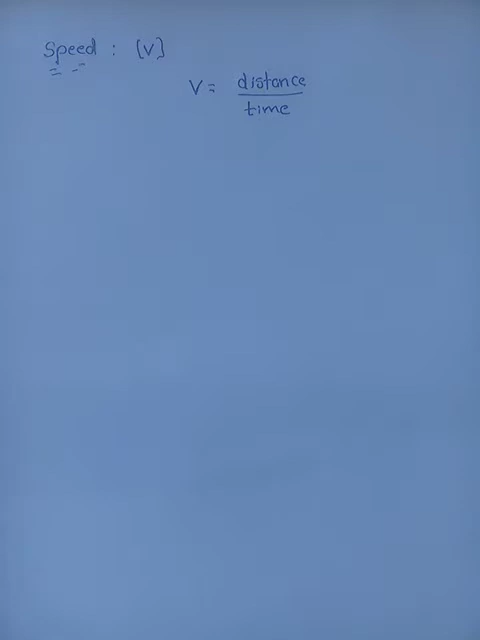 Speed : [v]
V = distance
time